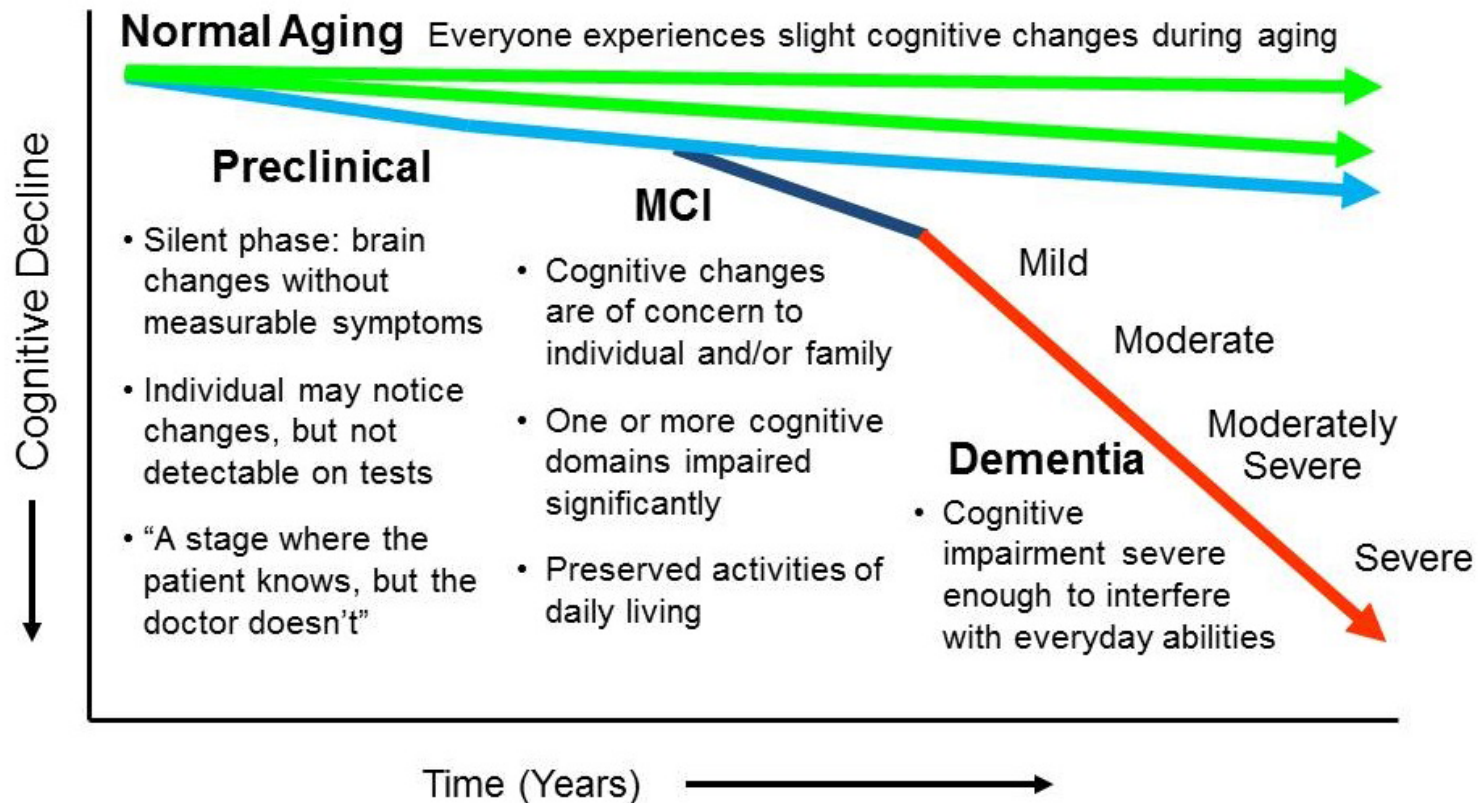 Normal Aging Everyone experiences slight cognitive changes during aging
Cognitive Decline
Preclinical
• Silent phase: brain
changes without
measurable symptoms
• Individual may notice
changes, but not
detectable on tests
• “A stage where the
patient knows, but the
doctor doesn’t”
MCI
• Cognitive changes
are of concern to
individual and/or family
• One or more cognitive
domains impaired
significantly
• Preserved activities of
daily living
Dementia
• Cognitive
impairment severe
enough to interfere
with everyday abilities
Mild
Moderate
Moderately
Severe
Severe
Time (Years)